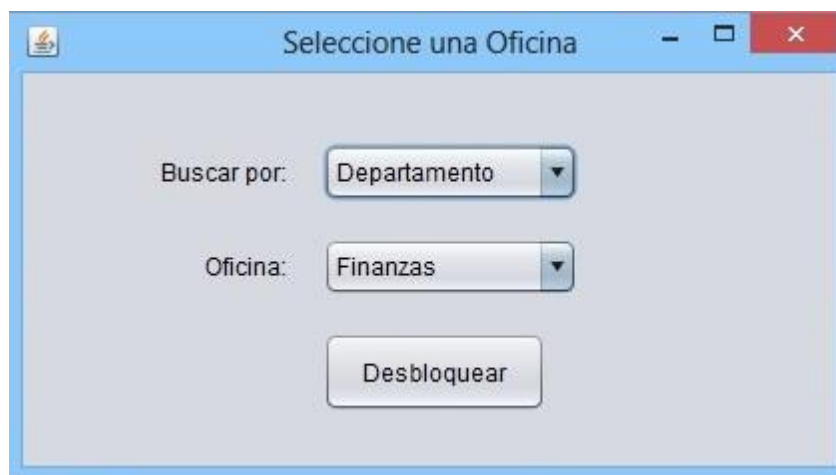 Seleccione una Oficina
Buscar por: Departamento
Oficina: Finanzas
Desbloquear